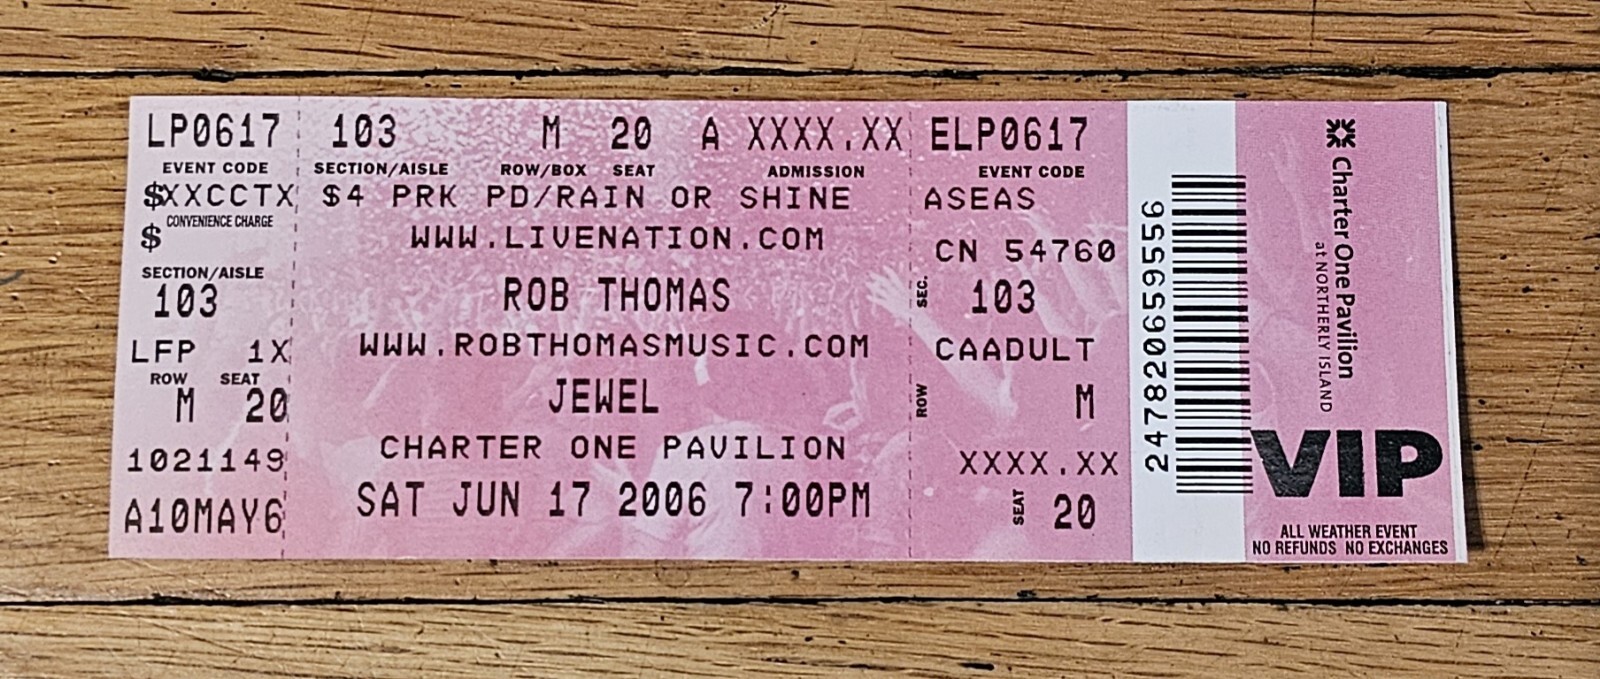 LP0617
EVENT CODE
$XXCCTX
CONVENIENCE CHARGE
$
SECTION/AISLE
103
LFP 1X
ROW SEAT
M 20
1021149
A10MAY6
103 M 20 A XXXX.XX
SECTION/AISLE ROW/BOX SEAT ADMISSION
$4 PRK PD/RAIN OR SHINE
WWW.LIVENATION.COM
ROB THOMAS
WWW.ROBTHOMASMUSIC.COM
JEWEL
CHARTER ONE PAVILION
SAT JUN 17 2006 7:00PM
ELP0617
EVENT CODE
ASEAS
CN 54760
SEC. 103
CAADULT
ROW M
XXXX.XX
SEAT 20
247820659556
Charter One Pavilion
at NORTHERLY ISLAND
VIP
ALL WEATHER EVENT
NO REFUNDS NO EXCHANGES